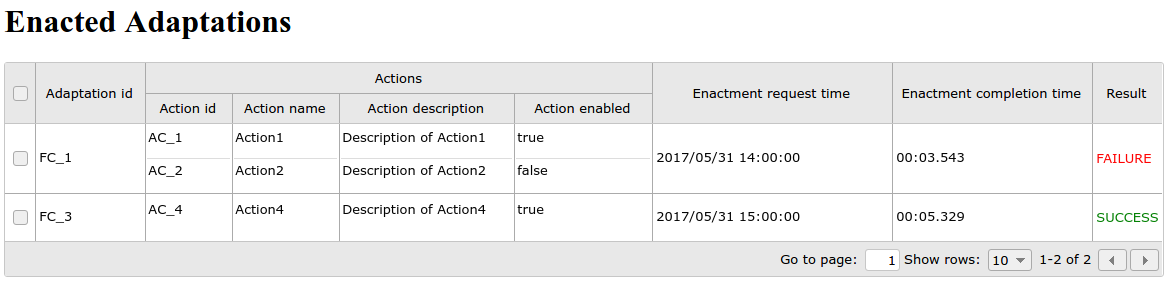 Enacted Adaptations
Adaptation id
Actions
Enactment request time
Enactment completion time
Result
Action id
Action name
Action description
Action enabled
FC_1
AC_1
Action1
Description of Action1
true
AC_2
Action2
Description of Action2
false
2017/05/31 14:00:00
00:03.543
FAILURE
FC_3
AC_4
Action4
Description of Action4
true
2017/05/31 15:00:00
00:05.329
SUCCESS
Go to page: 1 Show rows: 10 1-2 of 2